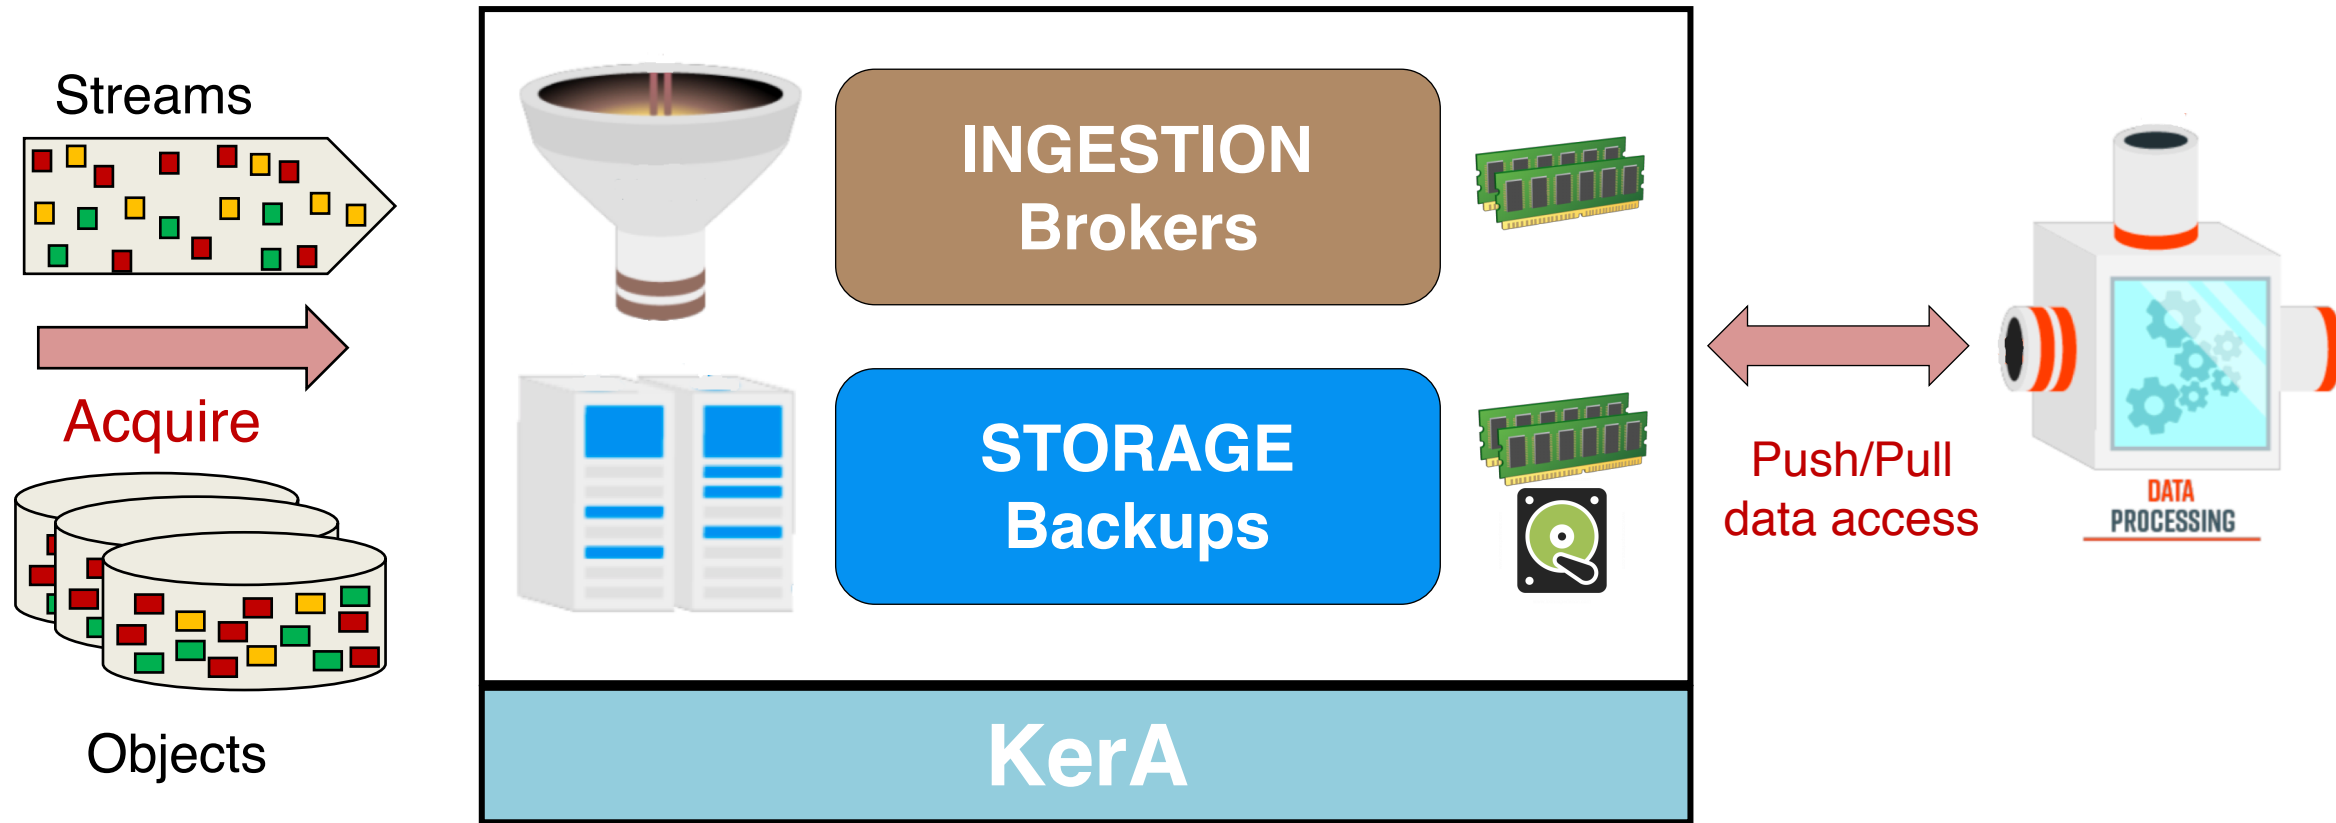 Streams
Acquire
Objects
INGESTION
Brokers
STORAGE
Backups
KerA
Push/Pull
data access
DATA
PROCESSING